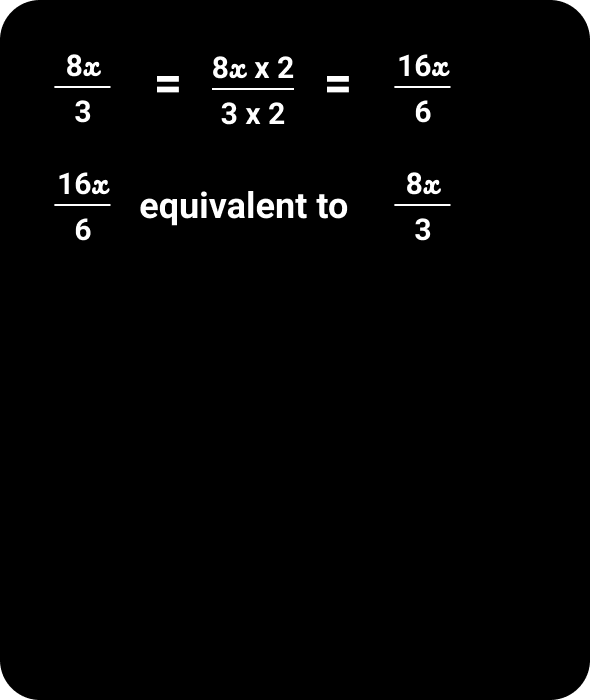 8x/3 = 8x x 2/3 x 2 = 16x/6
16x/6 equivalent to 8x/3